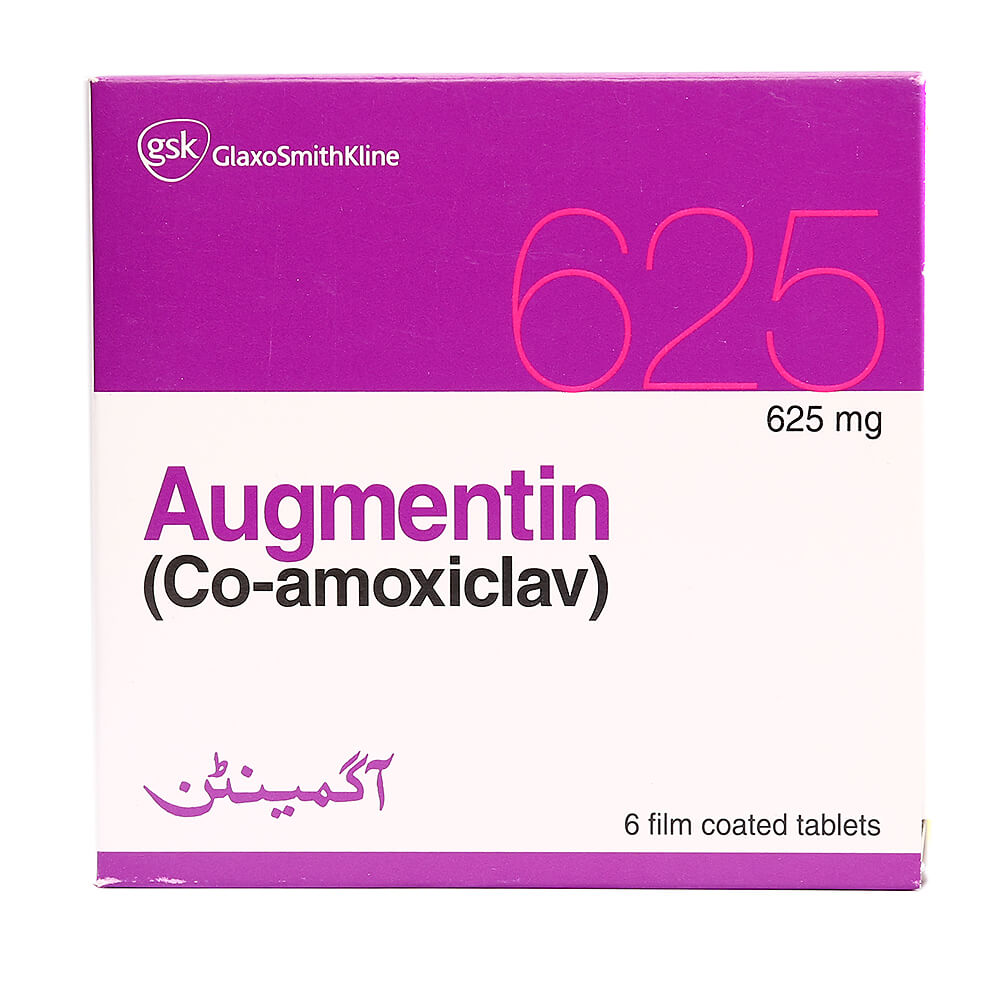 gsk GlaxoSmithKline
625
625 mg
Augmentin
(Co-amoxiclav)
آگمینٹن
6 film coated tablets